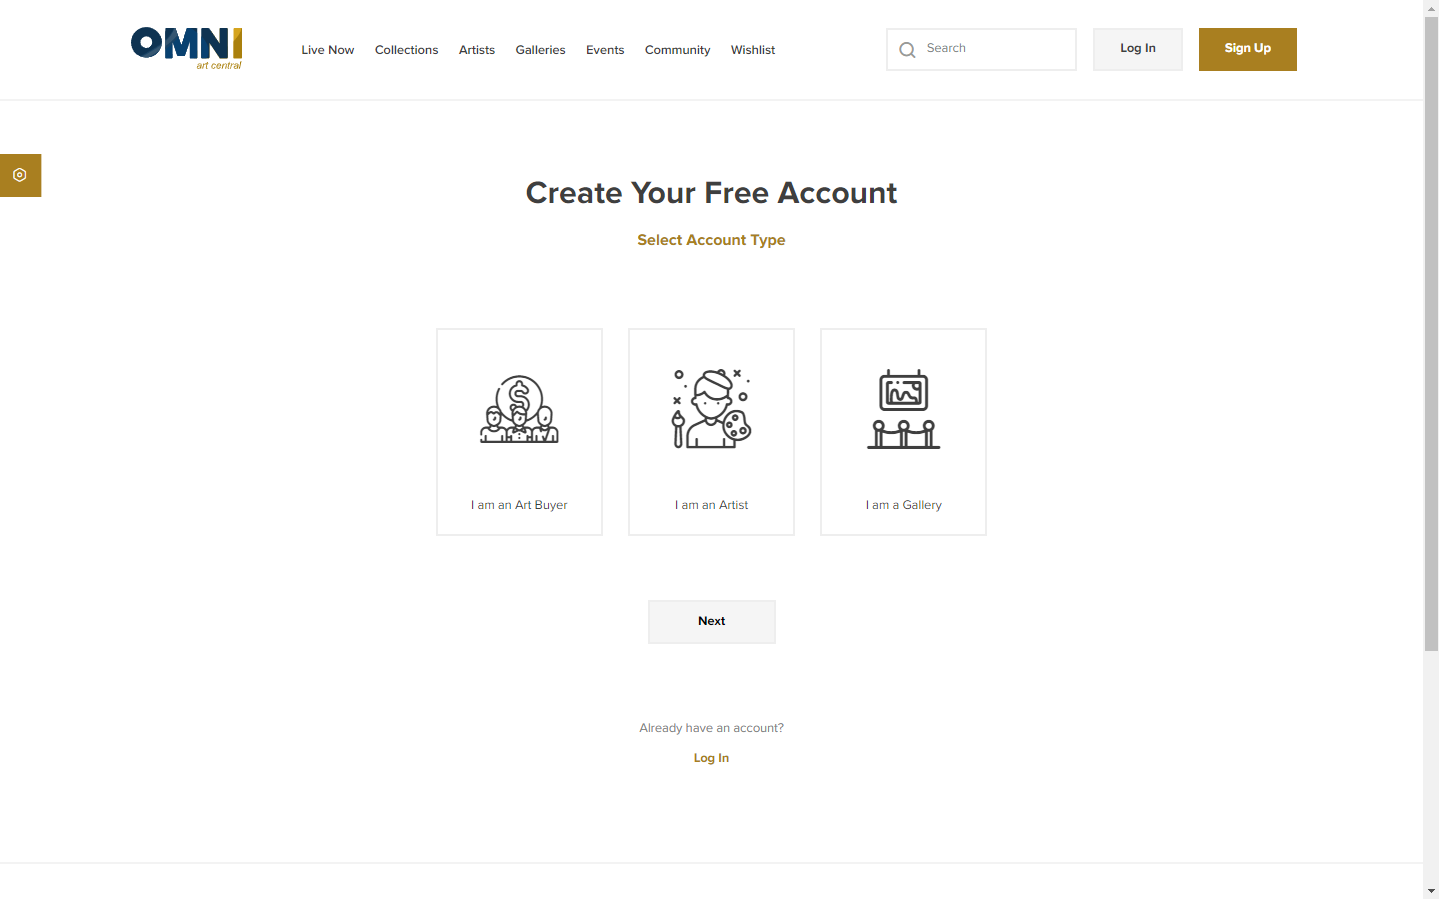 OMNI
art central
Live Now
Collections
Artists
Galleries
Events
Community
Wishlist
Search
Log In
Sign Up
Create Your Free Account
Select Account Type
I am an Art Buyer
I am an Artist
I am a Gallery
Next
Already have an account?
Log In